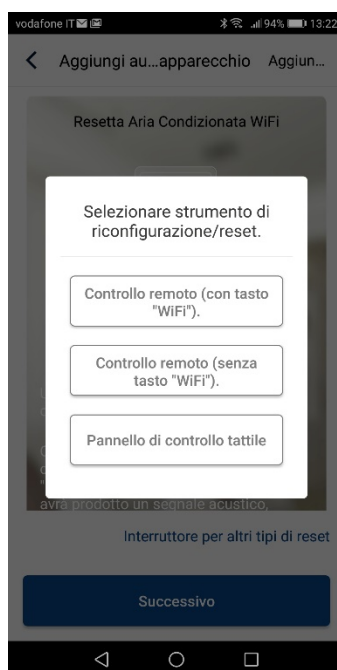 vodafone IT 94% 13:22
Aggiungi au...apparecchio Aggiun...
Resetta Aria Condizionata WiFi
Selezionare strumento di
riconfigurazione/reset.
Controllo remoto (con tasto
"WiFi").
Controllo remoto (senza
tasto "WiFi").
Pannello di controllo tattile
avrà prodotto un segnale acustico,
Interruttore per altri tipi di reset
Successivo